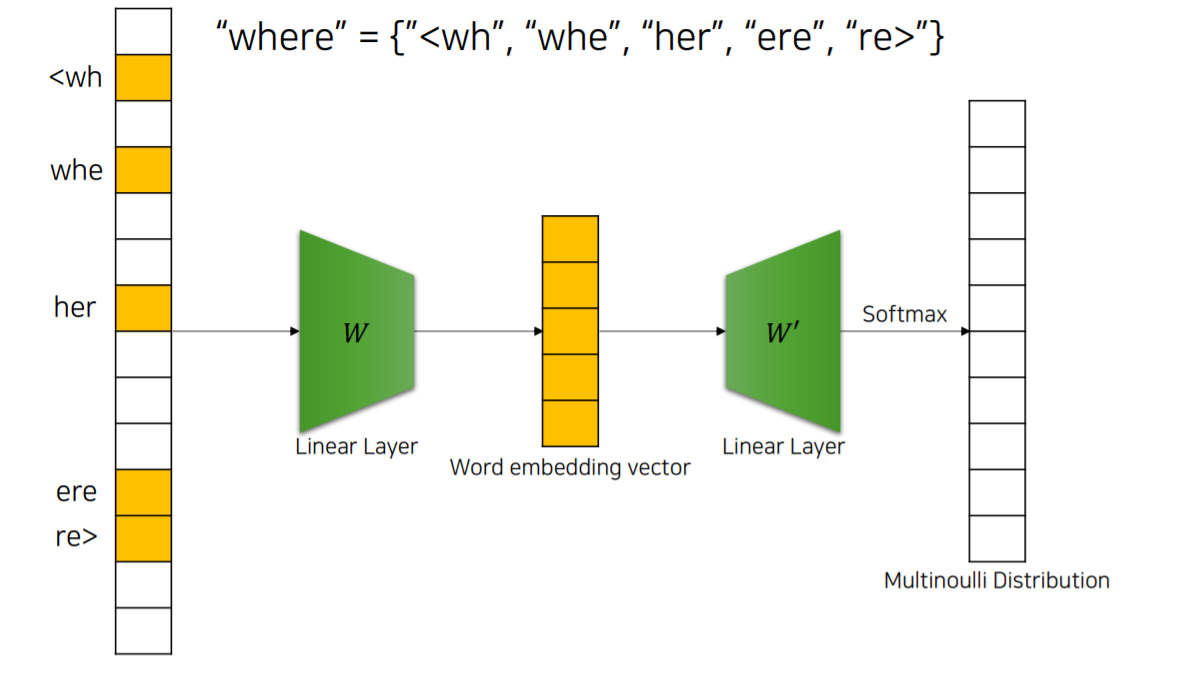 “where” = {”<wh”, “whe”, “her”, “ere”, “re>”}
<wh
whe
her
ere
re>
W
Linear Layer
Word embedding vector
W′
Linear Layer
Softmax
Multinoulli Distribution